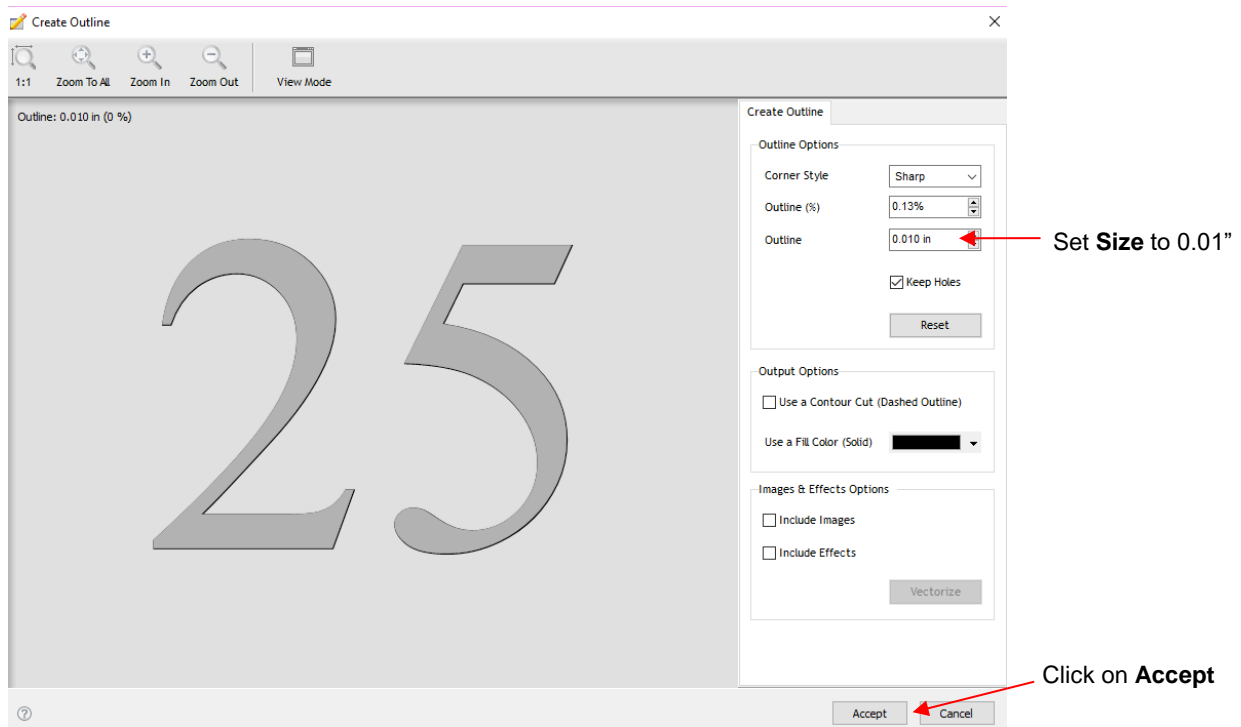 Create Outline
1:1 Zoom To All Zoom In Zoom Out View Mode
Outline: 0.010 in (0 %)
25
Create Outline
Outline Options
Corner Style Sharp
Outline (%) 0.13%
Outline 0.010 in
Set Size to 0.01”
Keep Holes
Reset
Output Options
Use a Contour Cut (Dashed Outline)
Use a Fill Color (Solid)
Images & Effects Options
Include Images
Include Effects
Vectorize
Click on Accept
? Accept Cancel